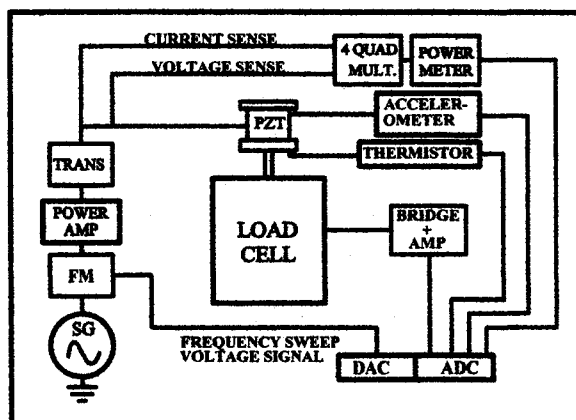 CURRENT SENSE
VOLTAGE SENSE
4 QUAD
MULT.
POWER
METER
PZT
ACCELER-
OMETER
THERMISTOR
TRANS
POWER
AMP
LOAD
CELL
BRIDGE
+
AMP
FM
SG
FREQUENCY SWEEP
VOLTAGE SIGNAL
DAC
ADC